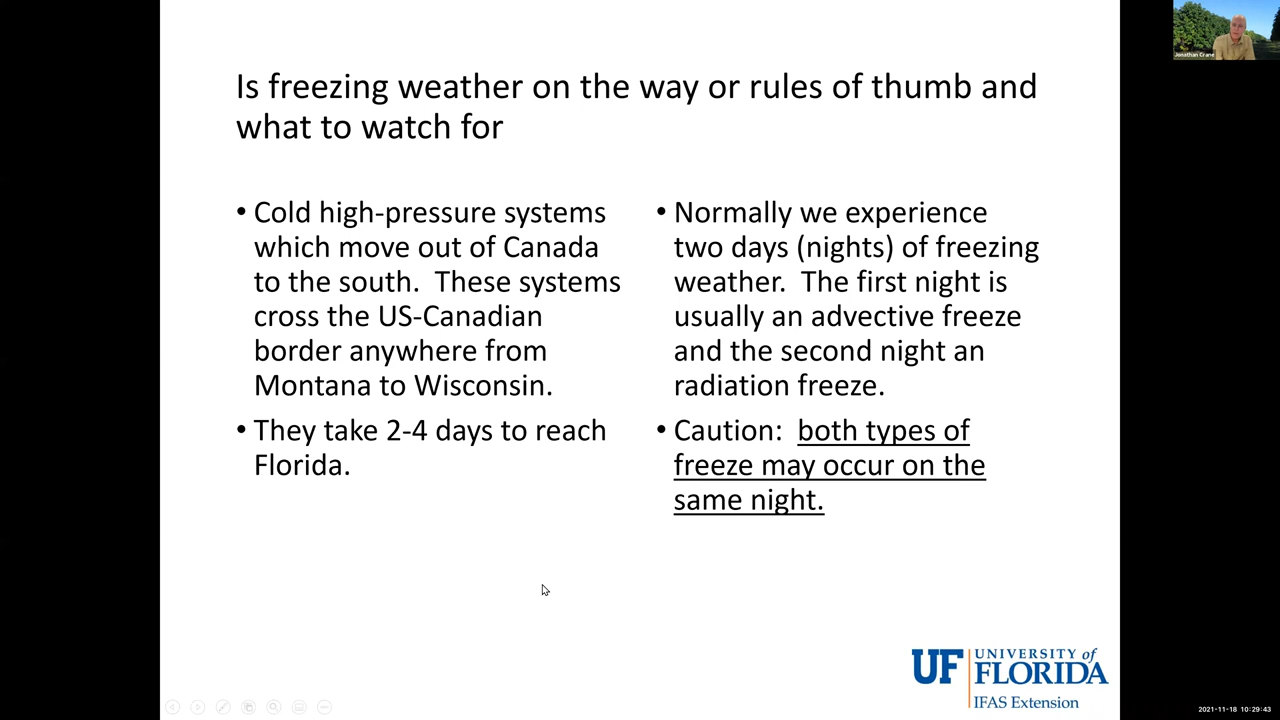 Is freezing weather on the way or rules of thumb and
what to watch for
• Cold high-pressure systems
which move out of Canada
to the south.  These systems
cross the US-Canadian
border anywhere from
Montana to Wisconsin.
• They take 2-4 days to reach
Florida.
• Normally we experience
two days (nights) of freezing
weather.  The first night is
usually an advective freeze
and the second night an
radiation freeze.
• Caution:  both types of
freeze may occur on the
same night.
UF UNIVERSITY of
FLORIDA
IFAS Extension
Jonathan Crane
2021-11-18 10:29:43